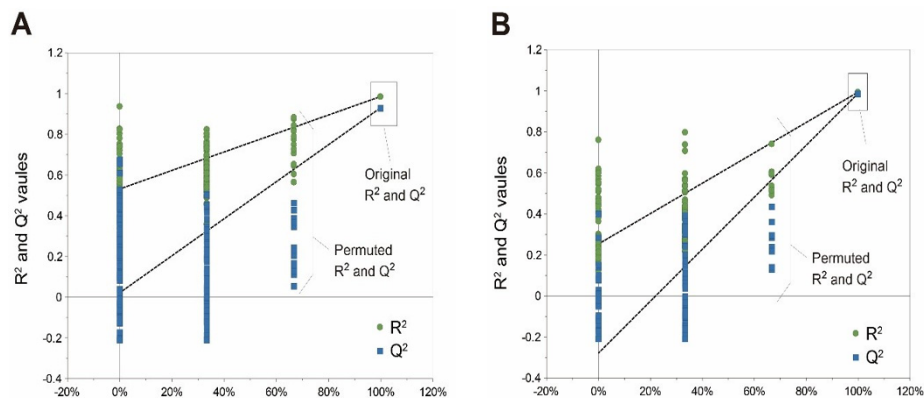 A
R² and Q² vaules
1.2
1
0.8
0.6
0.4
0.2
0
-0.2
-0.4
-20%
0%
20%
40%
60%
80%
100%
120%
Original
R² and Q²
Permuted
R² and Q²
R²
Q²
B
R² and Q² vaules
1.2
1
0.8
0.6
0.4
0.2
0
-0.2
-0.4
-20%
0%
20%
40%
60%
80%
100%
120%
Original
R² and Q²
Permuted
R² and Q²
R²
Q²